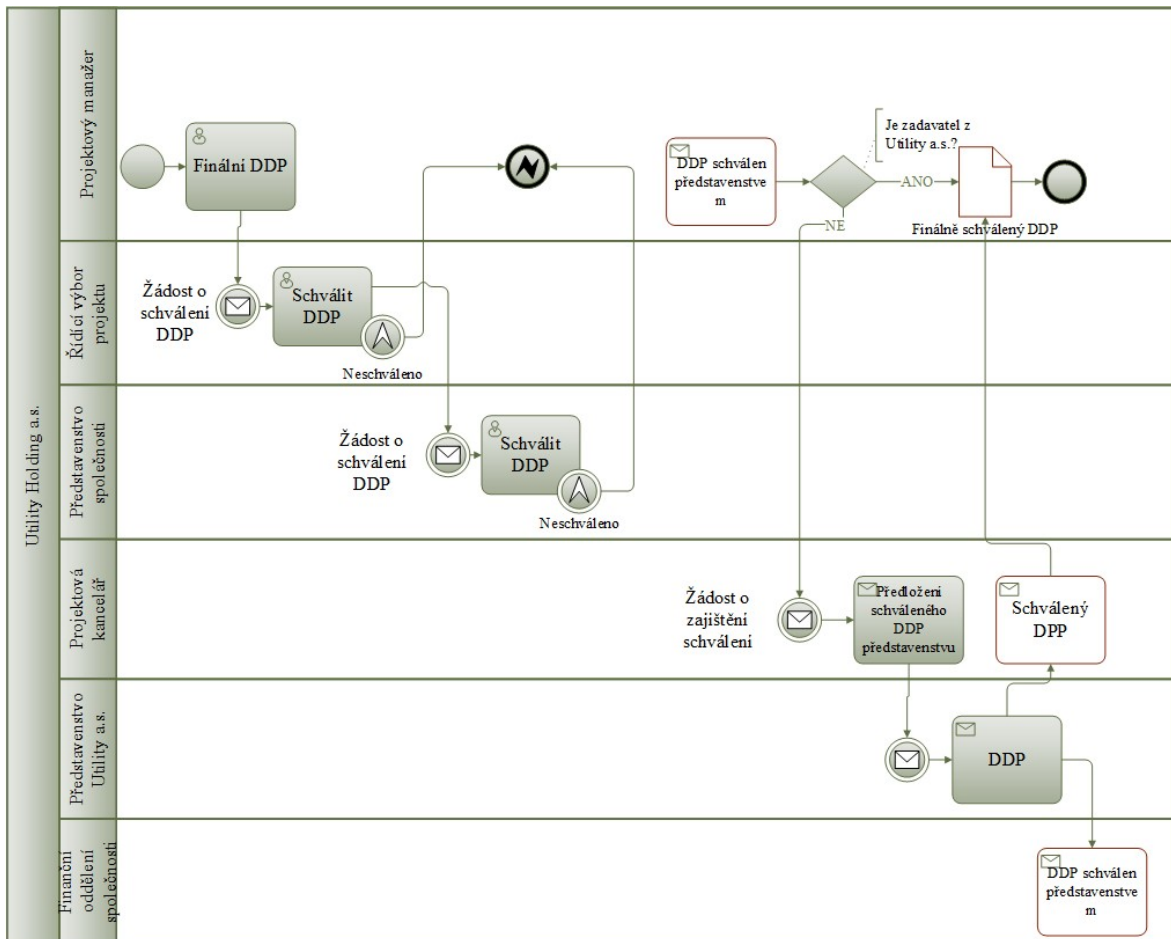 Utility Holding a.s.
Projektový manažer
Finální DDP
DDP schválen
představenstve
m
Je zadavatel z
Utility a.s.?
ANO
NE
Finálně schválený DDP
Řídící výbor
projektu
Žádost o
schválení
DDP
Schválit
DDP
Neschváleno
Představenstvo
společnosti
Žádost o
schválení
DDP
Schválit
DDP
Neschváleno
Projektová
kancelář
Žádost o
zajištění
schválení
Předložení
schváleného
DDP
představenstvu
Schválený
DPP
Představenstvo
Utility a.s.
DDP
Finanční
oddělení
společnosti
DDP schválen
představenstve
m